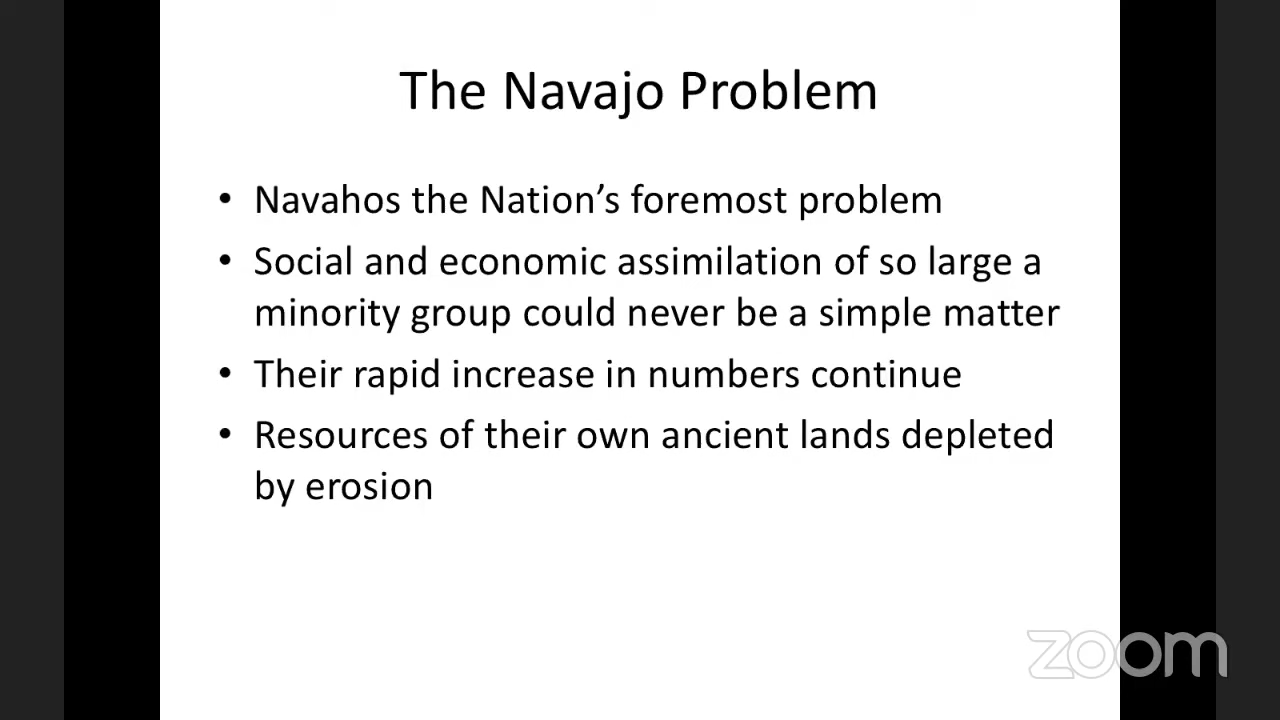 The Navajo Problem
• Navahos the Nation’s foremost problem
• Social and economic assimilation of so large a
minority group could never be a simple matter
• Their rapid increase in numbers continue
• Resources of their own ancient lands depleted
by erosion
zoom